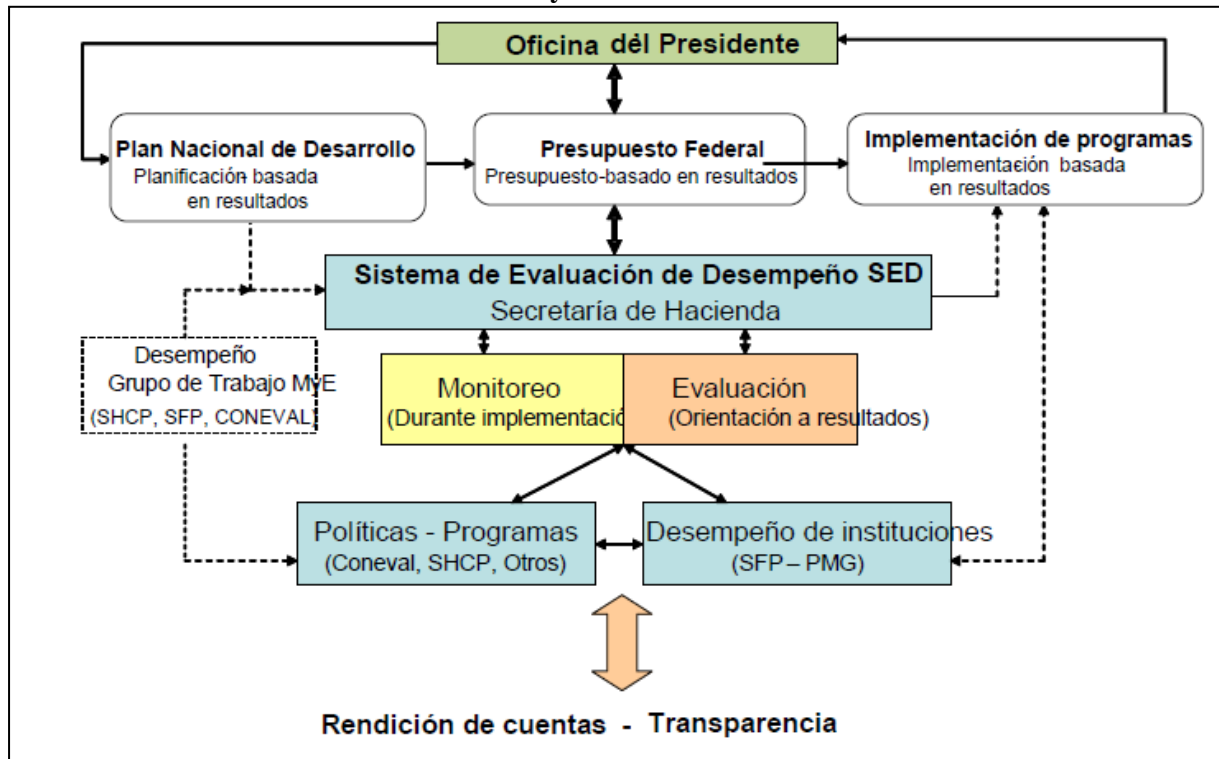 y
Oficina dél Presidente
Plan Nacional de Desarrollo
Planificación basada
en resultados
Presupuesto Federal
Presupuesto-basado en resultados
Implementación de programas
Implementación basada
en resultados
Sistema de Evaluación de Desempeño SED
Secretaría de Hacienda
Desempeño
Grupo de Trabajo MyE
(SHCP, SFP, CONEVAL)
Monitoreo
(Durante implementació
Evaluación
(Orientación a resultados)
Políticas - Programas
(Coneval, SHCP, Otros)
Desempeño de instituciones
(SFP – PMG)
Rendición de cuentas - Transparencia